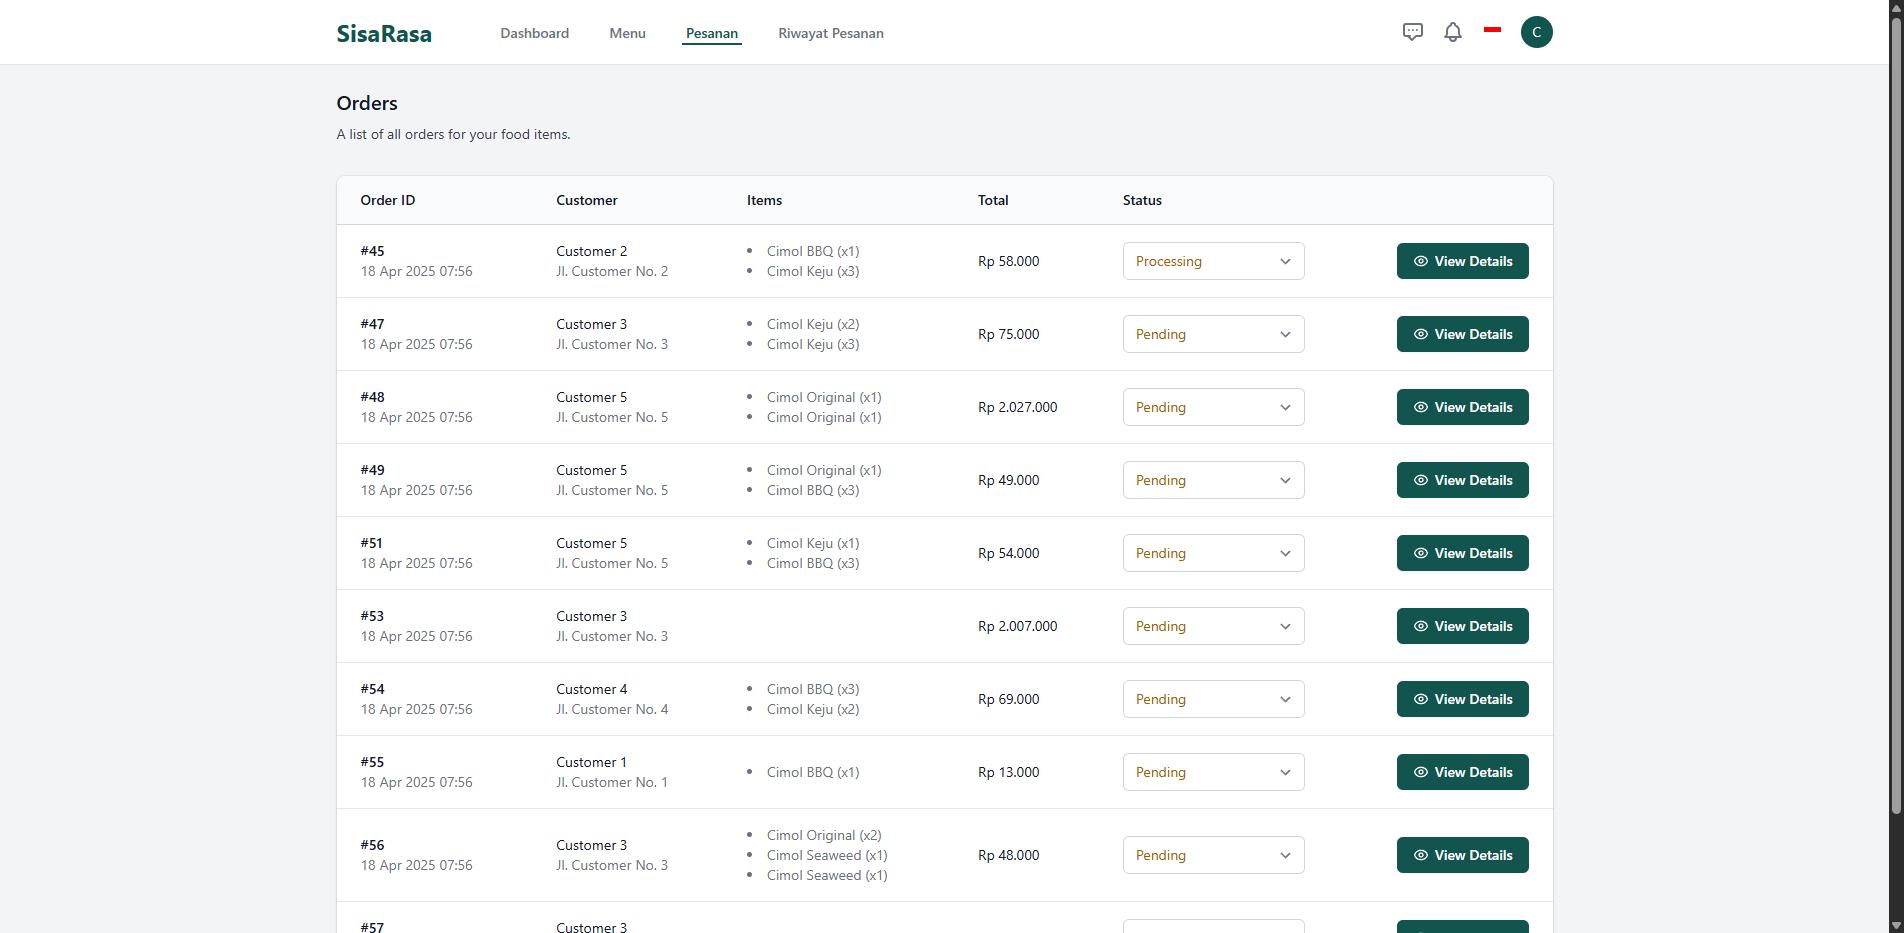 SisaRasa Dashboard Menu Pesanan Riwayat Pesanan C
Orders
A list of all orders for your food items.
Order ID Customer Items Total Status
#45 Customer 2 Cimol BBQ (x1)
18 Apr 2025 07:56 Jl. Customer No. 2 Cimol Keju (x3) Rp 58.000 Processing View Details
#47 Customer 3 Cimol Keju (x2)
18 Apr 2025 07:56 Jl. Customer No. 3 Cimol Keju (x3) Rp 75.000 Pending View Details
#48 Customer 5 Cimol Original (x1)
18 Apr 2025 07:56 Jl. Customer No. 5 Cimol Original (x1) Rp 2.027.000 Pending View Details
#49 Customer 5 Cimol Original (x1)
18 Apr 2025 07:56 Jl. Customer No. 5 Cimol BBQ (x3) Rp 49.000 Pending View Details
#51 Customer 5 Cimol Keju (x1)
18 Apr 2025 07:56 Jl. Customer No. 5 Cimol BBQ (x3) Rp 54.000 Pending View Details
#53 Customer 3
18 Apr 2025 07:56 Jl. Customer No. 3 Rp 2.007.000 Pending View Details
#54 Customer 4 Cimol BBQ (x3)
18 Apr 2025 07:56 Jl. Customer No. 4 Cimol Keju (x2) Rp 69.000 Pending View Details
#55 Customer 1
18 Apr 2025 07:56 Jl. Customer No. 1 Cimol BBQ (x1) Rp 13.000 Pending View Details
#56 Customer 3 Cimol Original (x2)
18 Apr 2025 07:56 Jl. Customer No. 3 Cimol Seaweed (x1) Rp 48.000 Pending View Details
Cimol Seaweed (x1)
#57 Customer 3